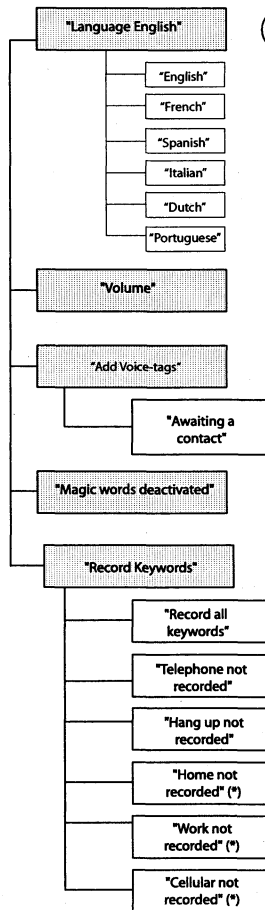 "Language English"
"English"
"French"
"Spanish"
"Italian"
"Dutch"
"Portuguese"
"Volume"
"Add Voice-tags"
"Awaiting a
contact"
"Magic words deactivated"
"Record Keywords"
"Record all
keywords"
"Telephone not
recorded"
"Hang up not
recorded"
"Home not
recorded" (*)
"Work not
recorded" (*)
"Cellular not
recorded" (*)